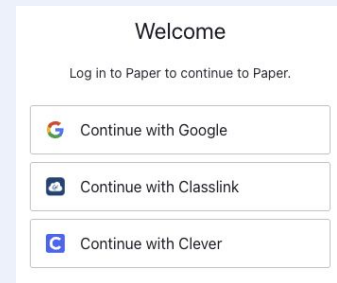 Welcome
Log in to Paper to continue to Paper.
Continue with Google
Continue with Classlink
Continue with Clever